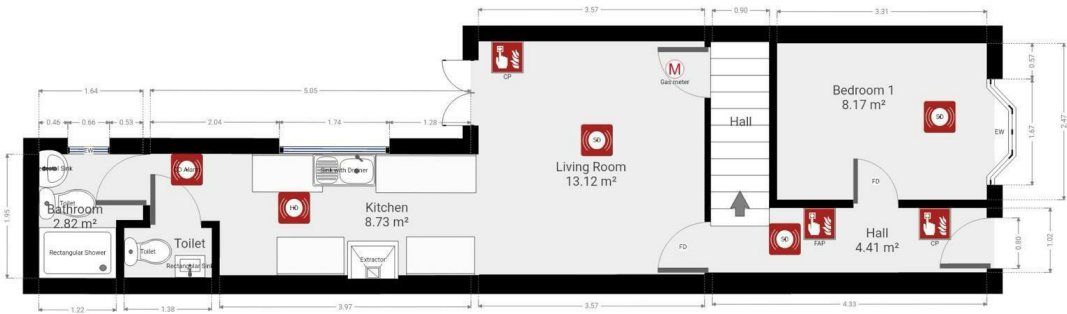 3.57
0.90
3.31
CP
M
Gas meter
0.57
1.64
5.05
Hall
Bedroom 1
8.17 m²
SD
EW
1.67
2.47
0.46
0.66
0.53
2.04
1.74
1.28
SD
Living Room
13.12 m²
EW
CO Alarm
Sink with Drainer
FD
1.95
Toilet
Bathroom
2.82 m²
HD
Kitchen
8.73 m²
Rectangular Shower
Toilet
Toilet
Rectangular Sink
Extractor
FD
SD
FAP
Hall
4.41 m²
CP
0.80
1.02
1.22
1.38
3.97
3.57
4.33